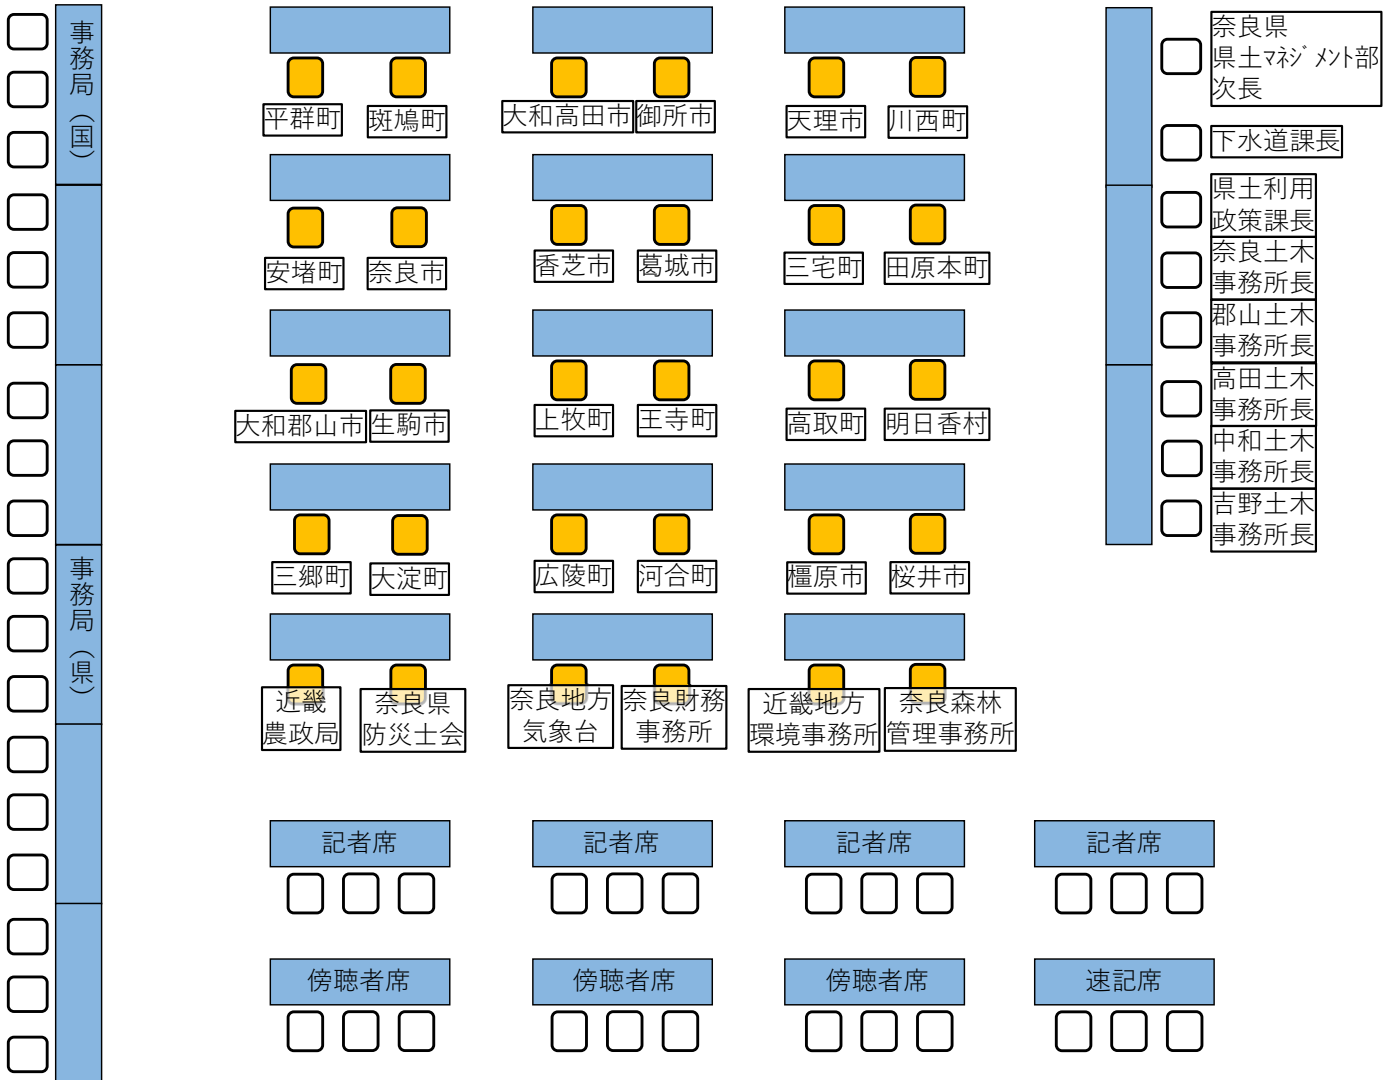 事務局（国）
事務局（県）
平群町
斑鳩町
大和高田市
御所市
天理市
川西町
安堵町
奈良市
香芝市
葛城市
三宅町
田原本町
大和郡山市
生駒市
上牧町
王寺町
高取町
明日香村
三郷町
大淀町
広陵町
河合町
橿原市
桜井市
近畿
農政局
奈良県
防災士会
奈良地方
気象台
奈良財務
事務所
近畿地方
環境事務所
奈良森林
管理事務所
奈良県
県土ﾏﾈｼﾞﾒﾝﾄ部
次長
下水道課長
県土利用
政策課長
奈良土木
事務所長
郡山土木
事務所長
高田土木
事務所長
中和土木
事務所長
吉野土木
事務所長
記者席
記者席
記者席
記者席
傍聴者席
傍聴者席
傍聴者席
速記席